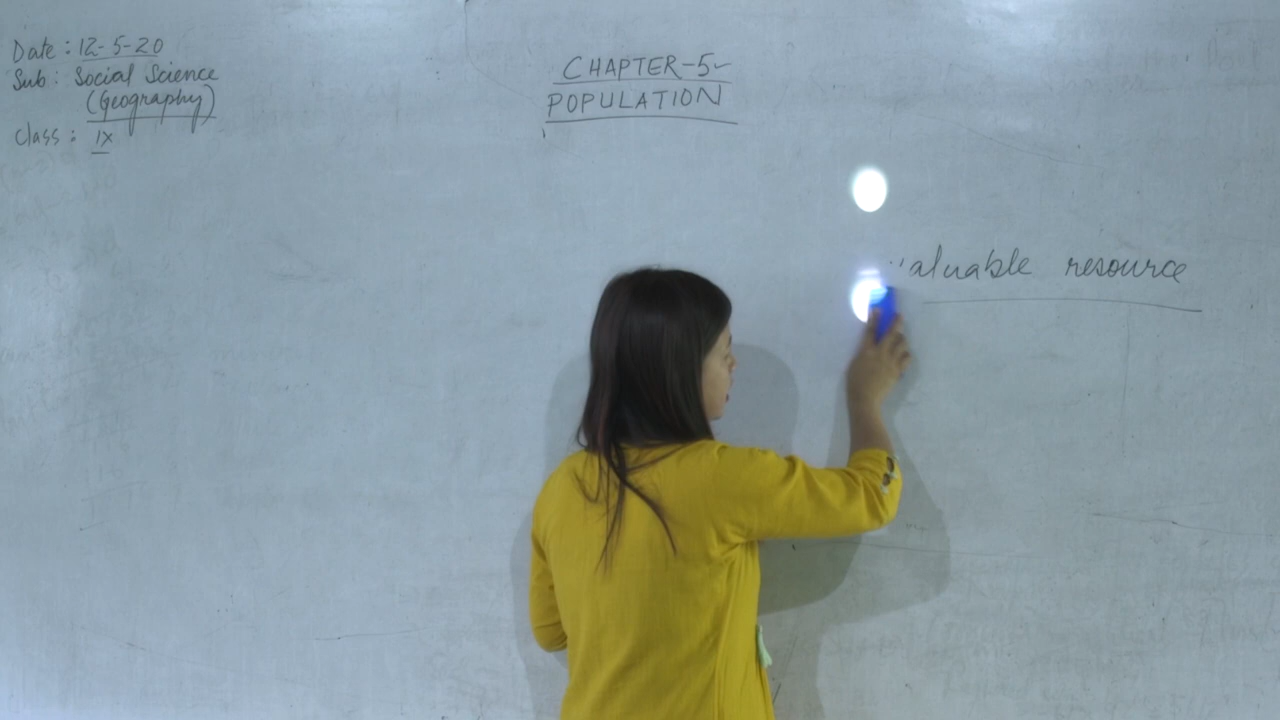 Date : 12-5-20
Sub : Social Science
(Geography)
Class : IX
CHAPTER-5
POPULATION
aluable resource